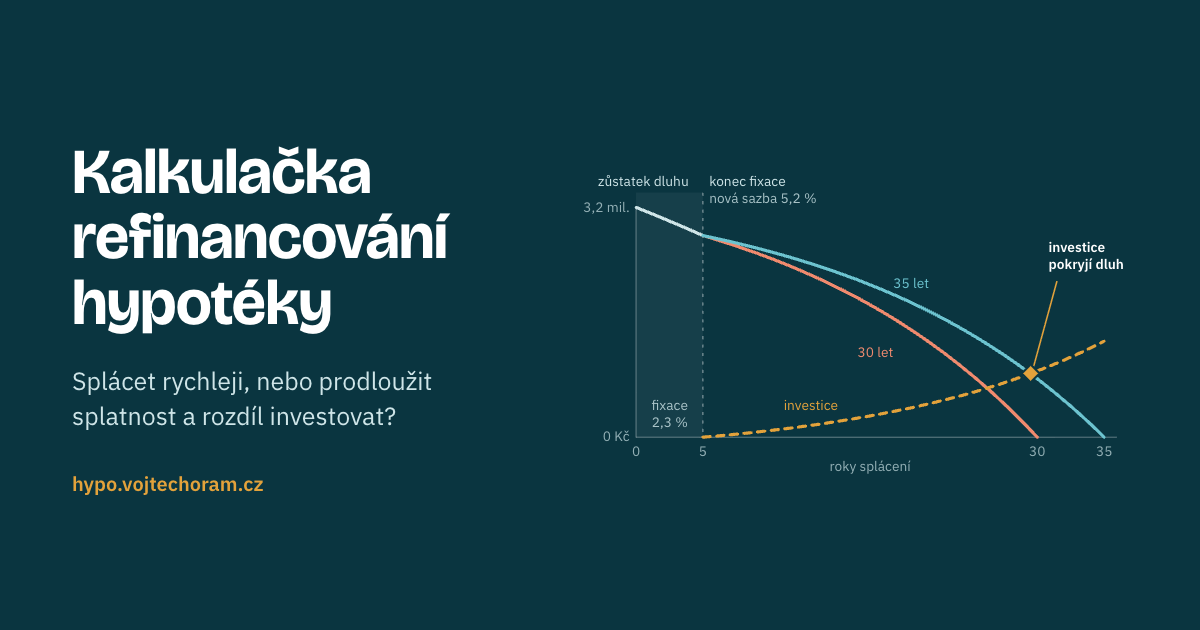 Kalkulačka
refinancování
hypotéky
Splácet rychleji, nebo prodloužit
splatnost a rozdíl investovat?
hypo.vojtechoram.cz
zůstatek dluhu
konec fixace
nová sazba 5,2 %
3,2 mil.
investice
pokryjí dluh
35 let
30 let
investice
fixace
2,3 %
0 Kč
0
5
30
35
roky splácení